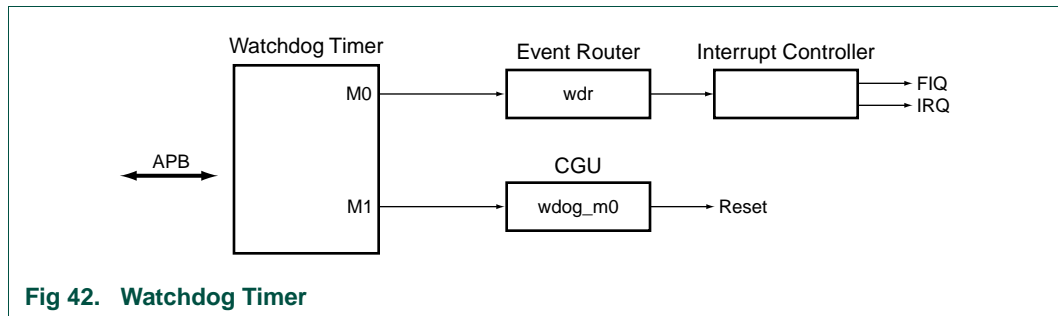 Watchdog Timer
Event Router
Interrupt Controller
M0
wdr
FIQ
IRQ
APB
CGU
M1
wdog_m0
Reset
Fig 42. Watchdog Timer